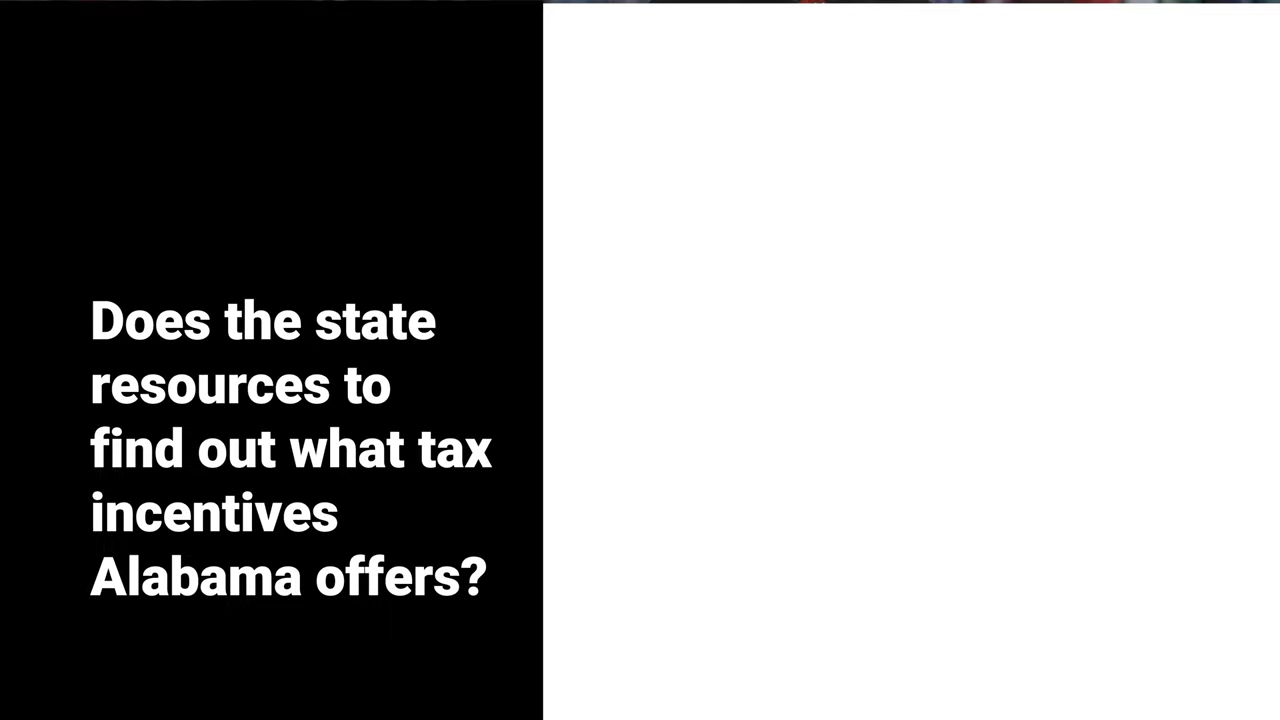 Does the state
resources to
find out what tax
incentives
Alabama offers?